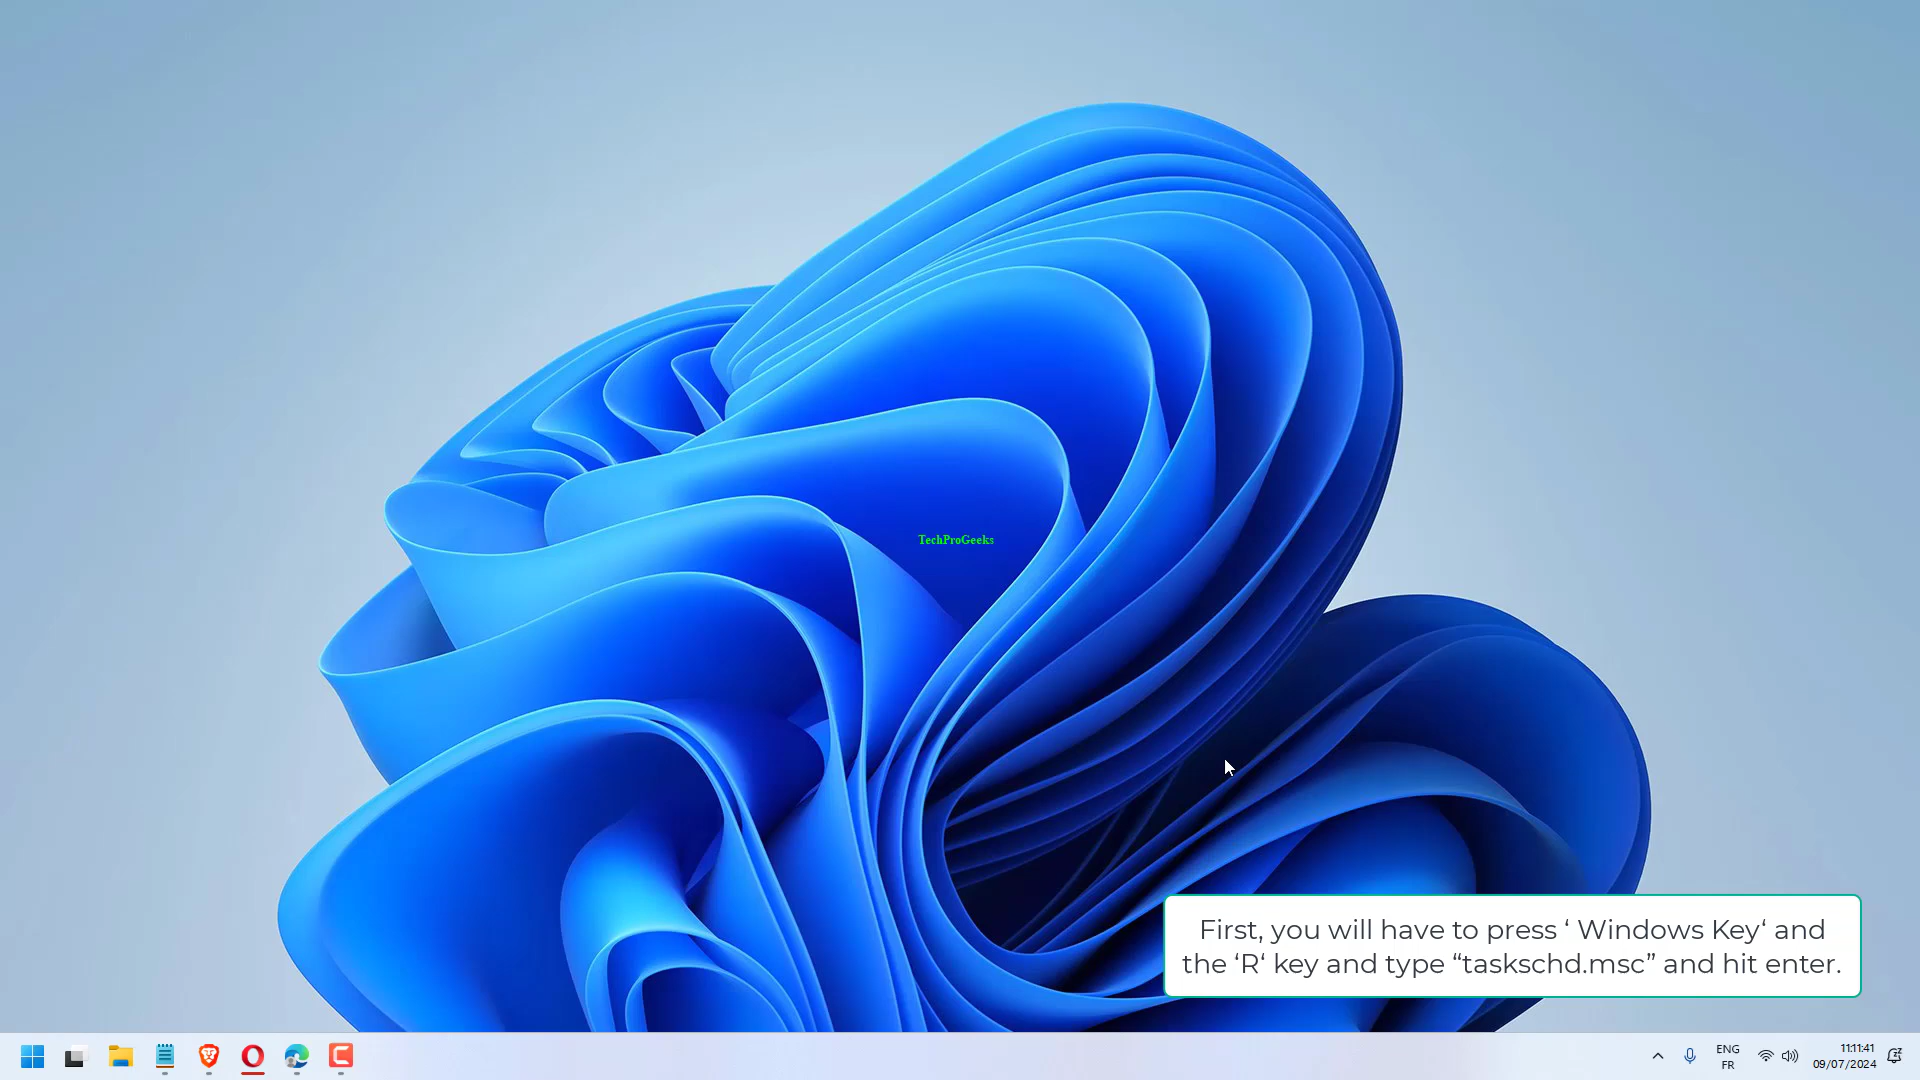 TechProGeeks
First, you will have to press ‘ Windows Key‘ and
the ‘R‘ key and type “taskschd.msc” and hit enter.
ENG
FR
11:11:41
09/07/2024